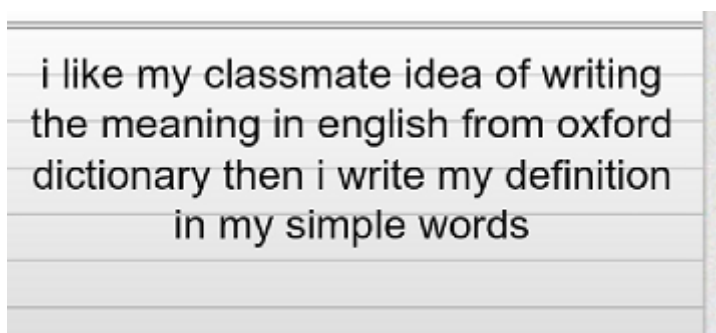 i like my classmate idea of writing
the meaning in english from oxford
dictionary then i write my definition
in my simple words